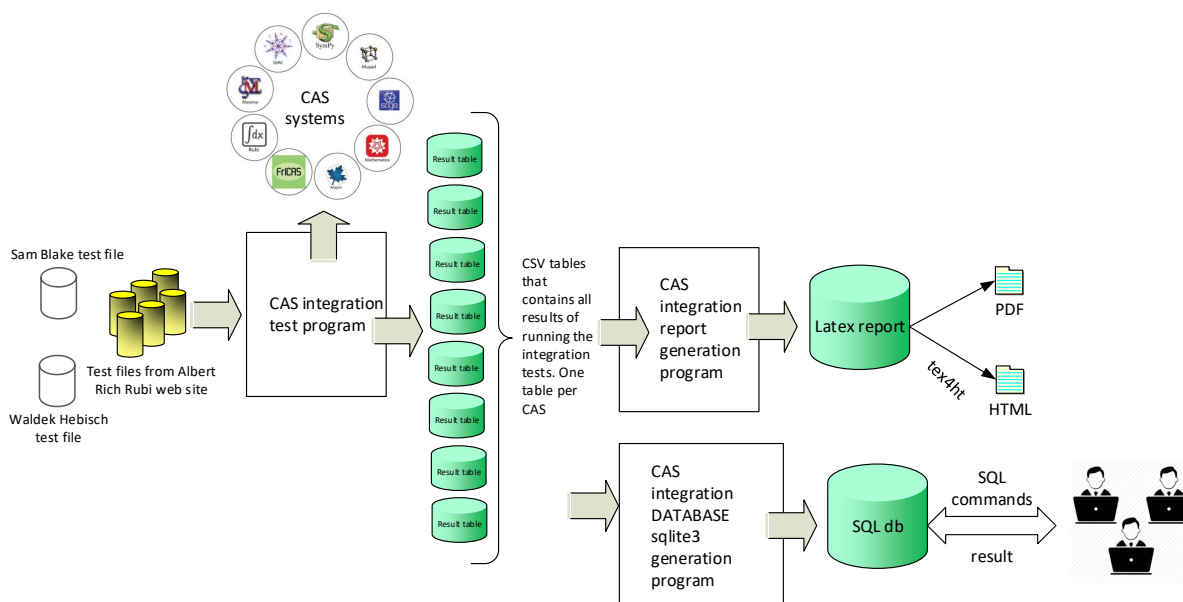 SymPy
GIAC
Mupad
Maxima
CAS
systems
sage
∫dx
Rubi
Mathematica
FriCAS
Maple
Result table
Result table
Result table
Result table
Result table
Result table
Result table
Result table
Sam Blake test file
CAS integration
test program
Test files from Albert
Rich Rubi web site
Waldek Hebisch
test file
CSV tables
that
contains all
results of
running the
integration
tests. One
table per
CAS
CAS
integration
report
generation
program
Latex report
PDF
tex4ht
HTML
CAS
integration
DATABASE
sqlite3
generation
program
SQL db
SQL
commands
result